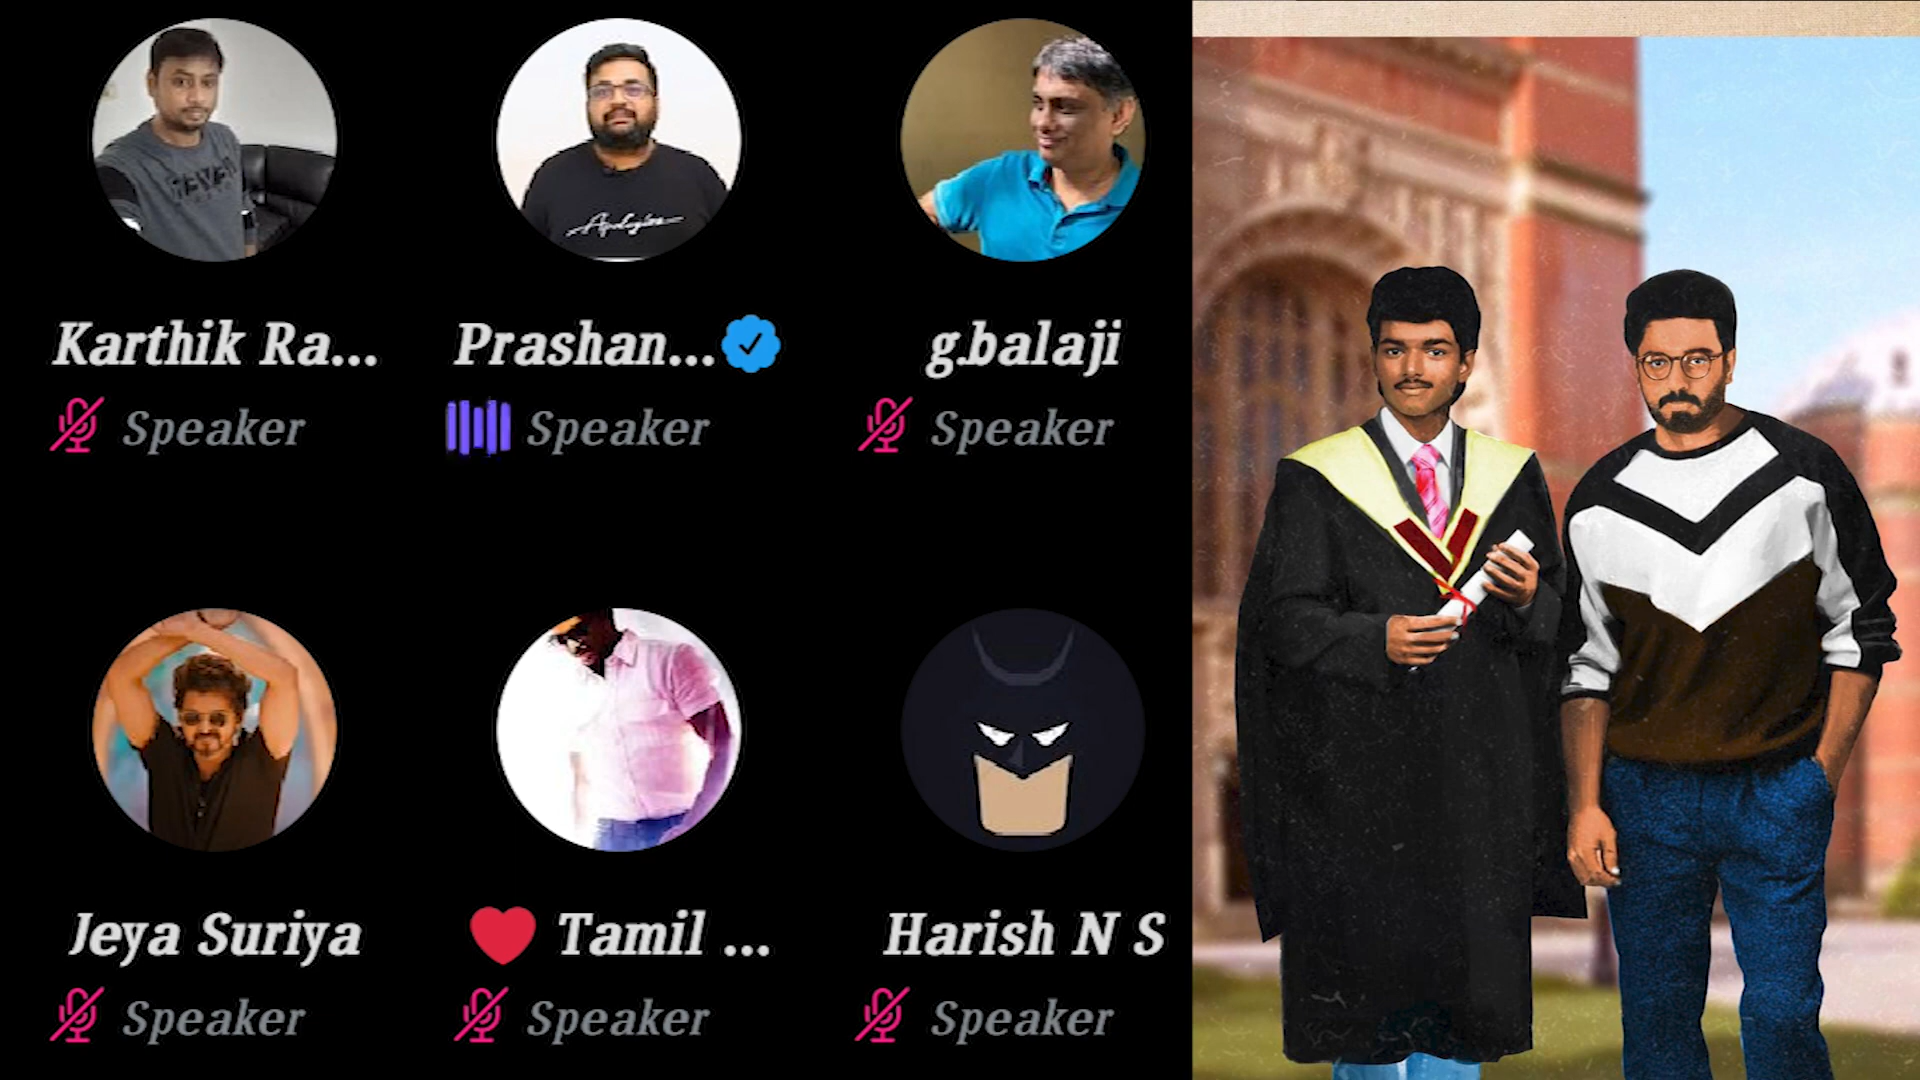 Karthik Ra...
Prashan...
g.balaji
Speaker
Speaker
Speaker
Jeya Suriya
Tamil ...
Harish N S
Speaker
Speaker
Speaker